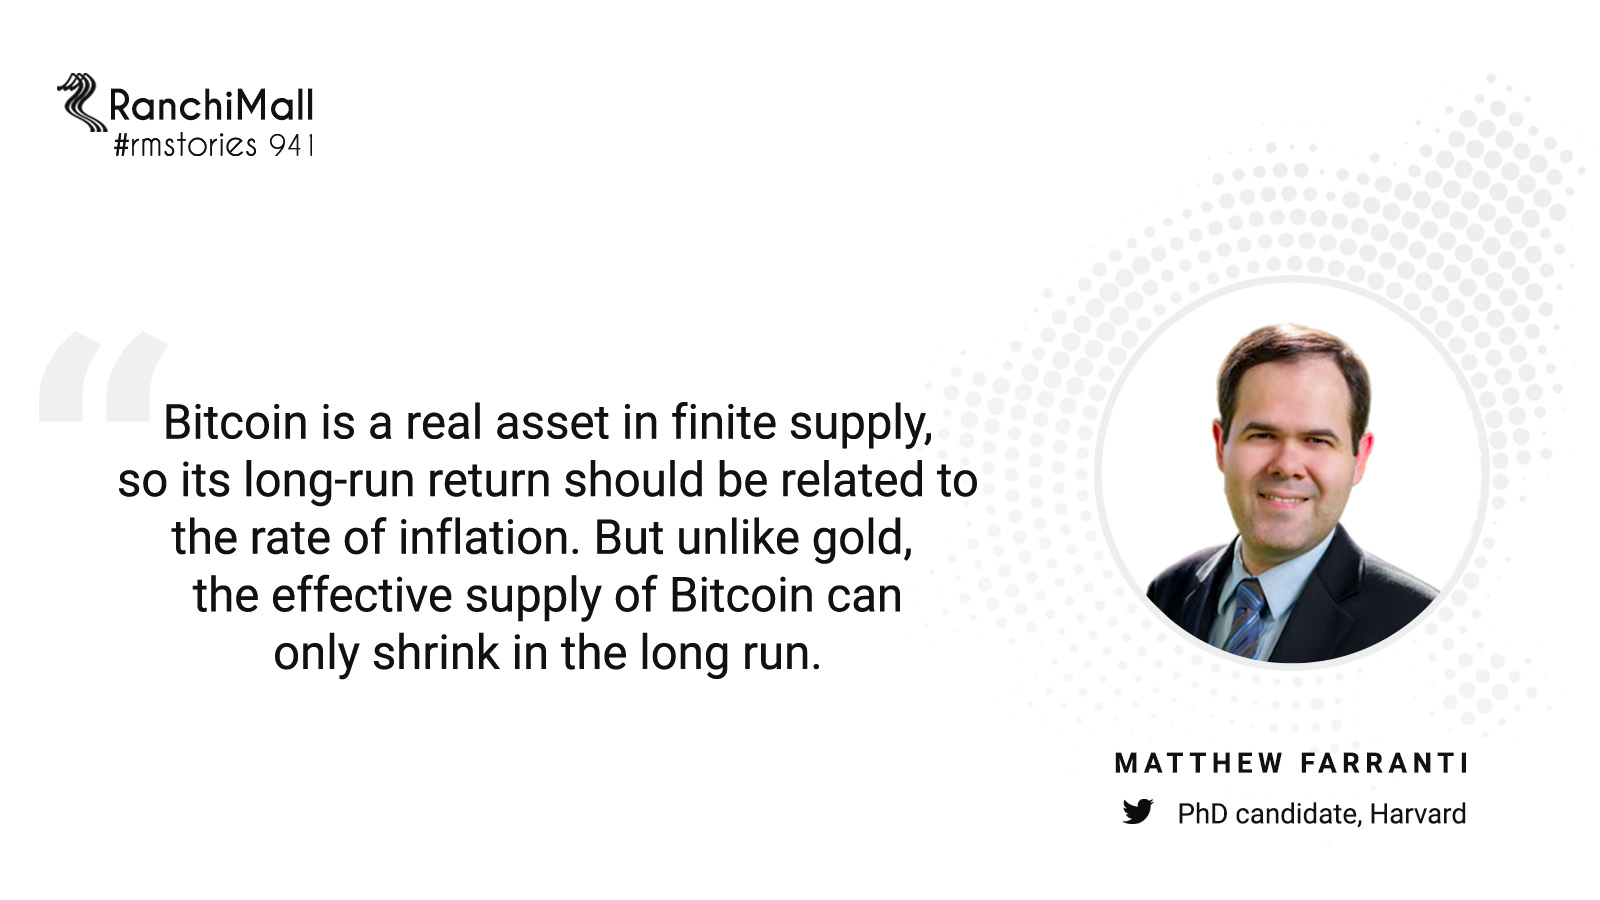 RanchiMall
#rmstories 941
“
Bitcoin is a real asset in finite supply,
so its long-run return should be related to
the rate of inflation. But unlike gold,
the effective supply of Bitcoin can
only shrink in the long run.
MATTHEW FARRANTI
PhD candidate, Harvard